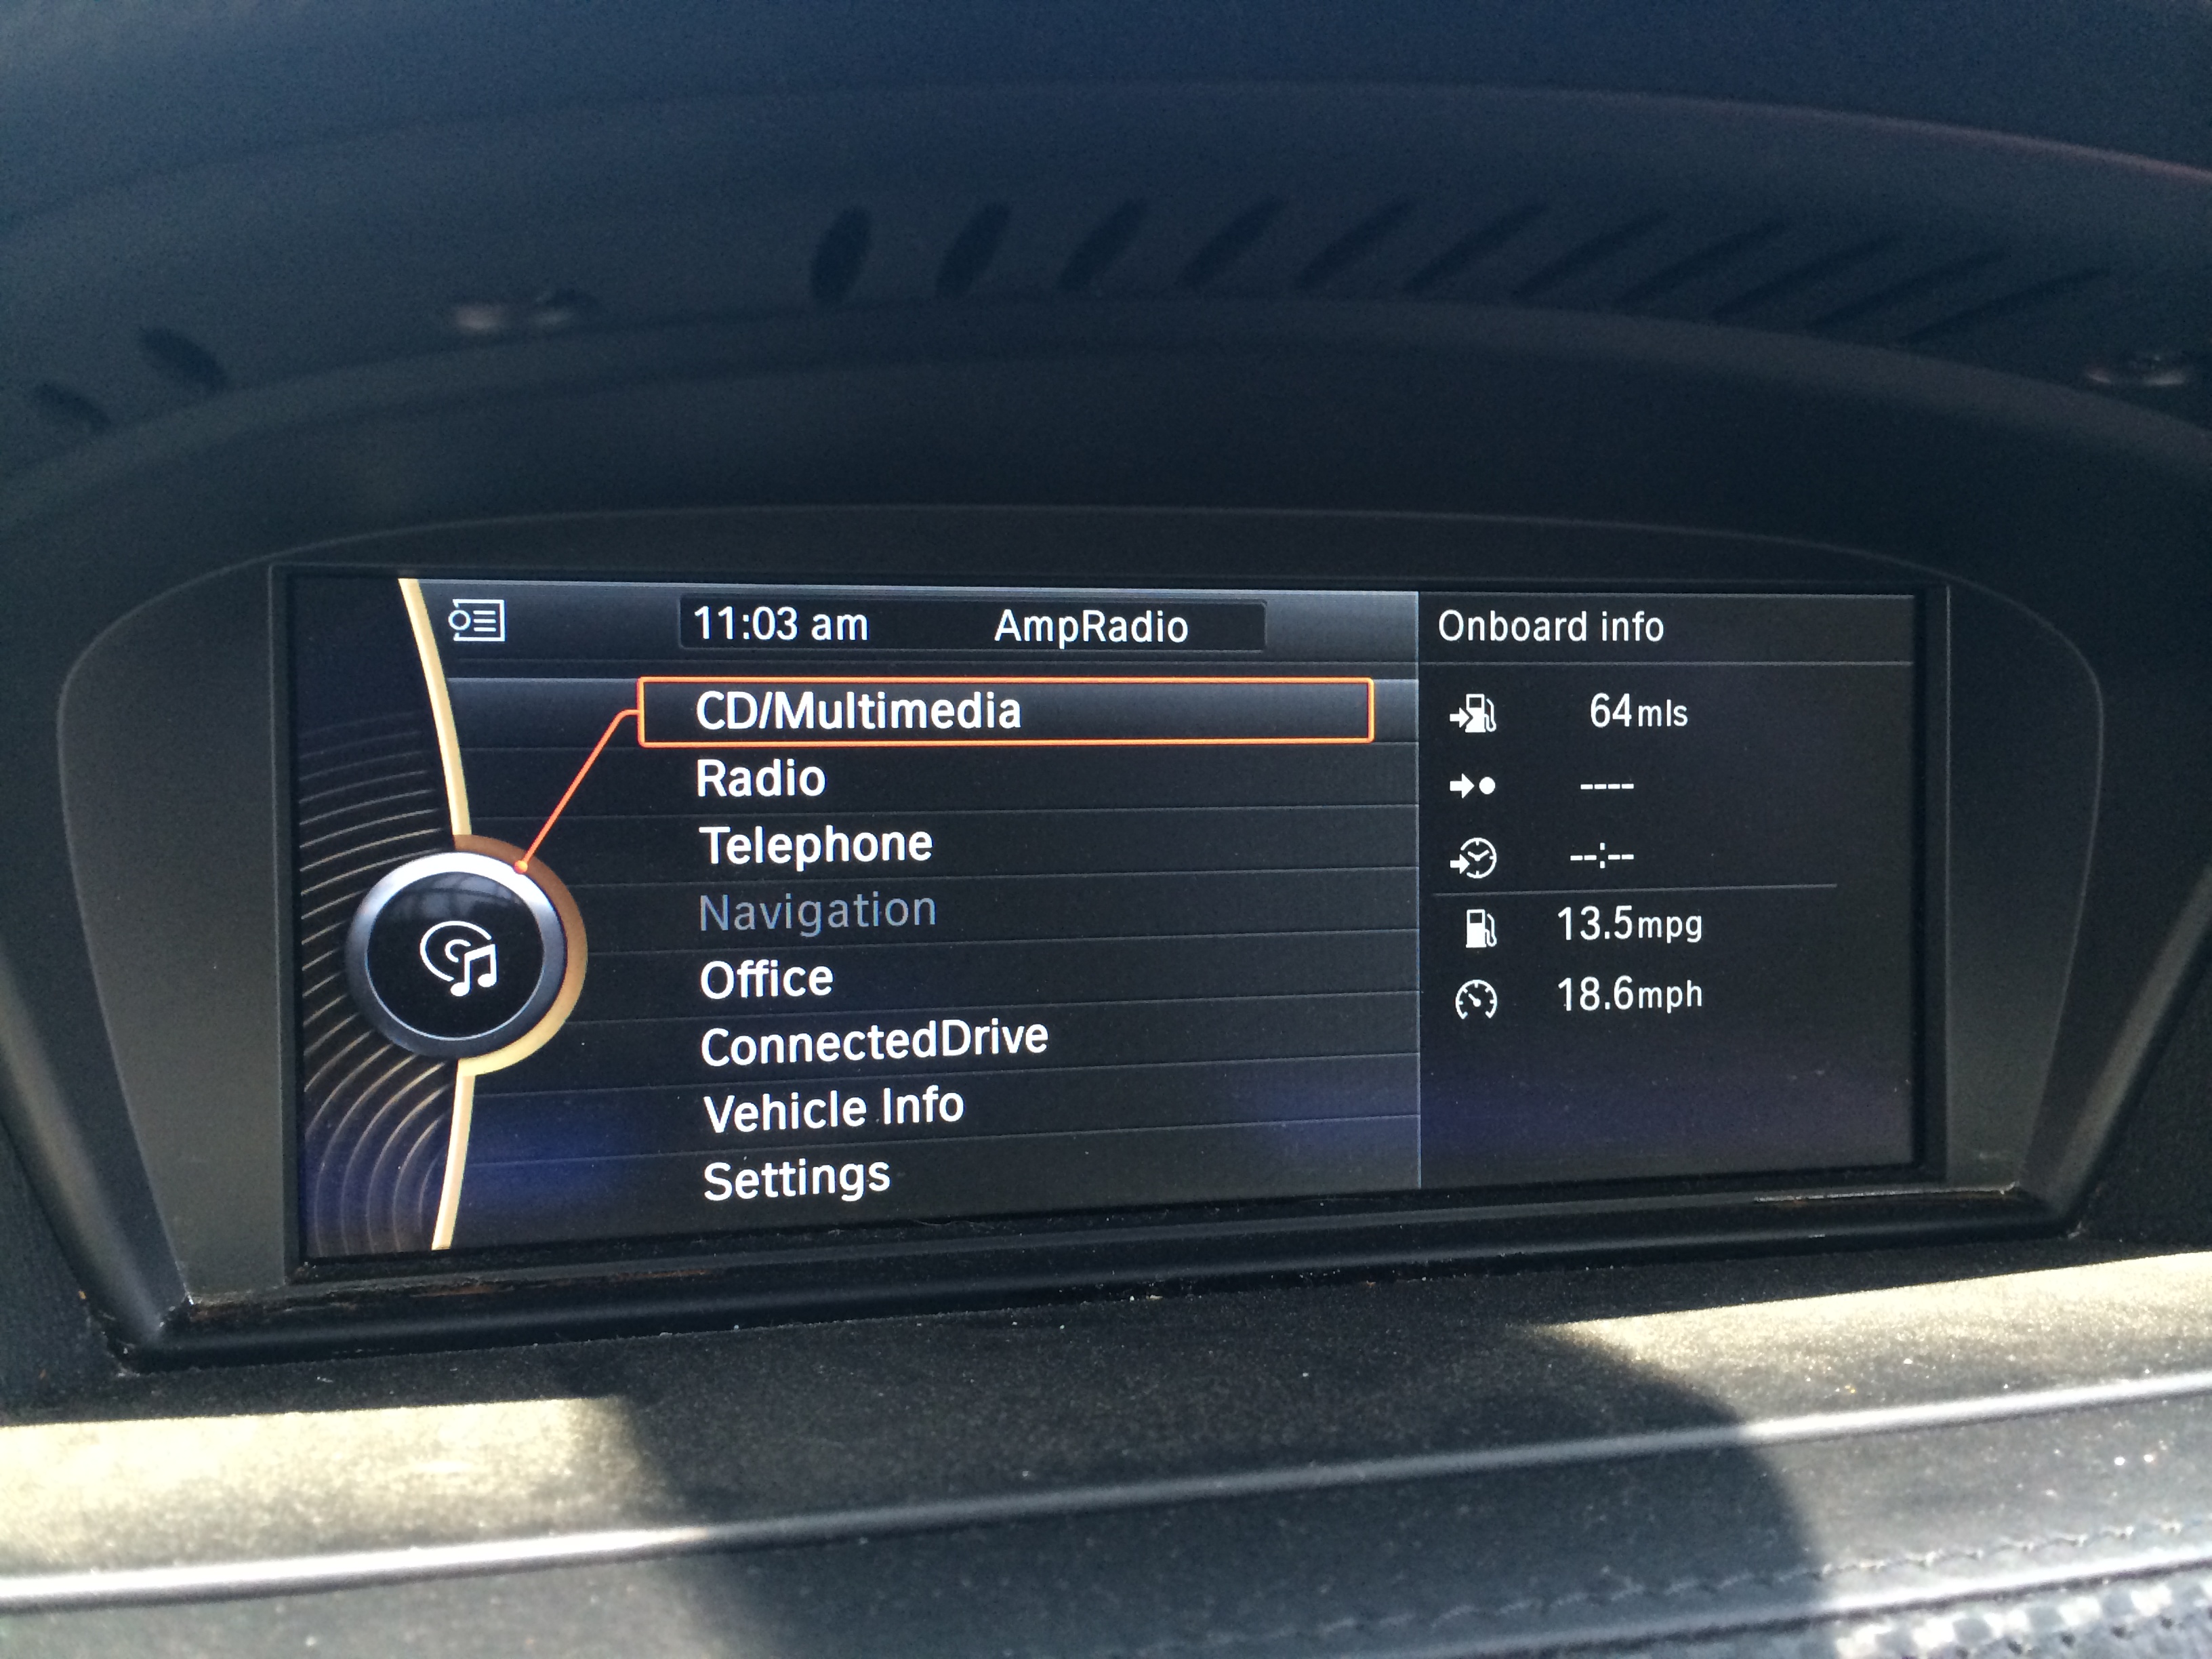 11:03 am AmpRadio
CD/Multimedia
Radio
Telephone
Navigation
Office
ConnectedDrive
Vehicle Info
Settings
Onboard info
64mls
----
--:--
13.5mpg
18.6mph